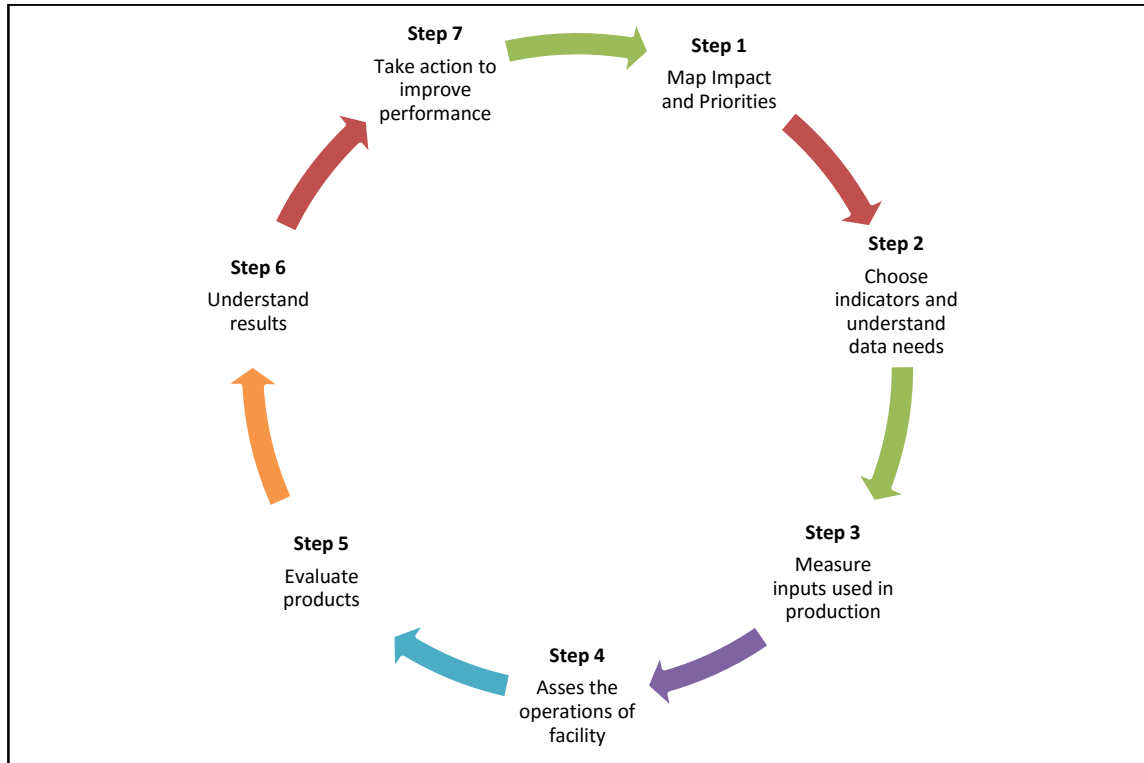 Step 1
Map Impact
and Priorities
Step 2
Choose
indicators and
understand
data needs
Step 3
Measure
inputs used in
production
Step 4
Asses the
operations of
facility
Step 5
Evaluate
products
Step 6
Understand
results
Step 7
Take action to
improve
performance